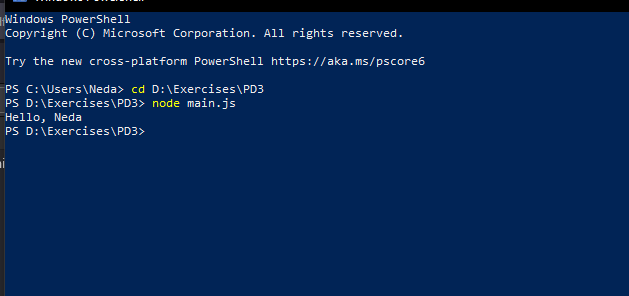 Windows PowerShell
Copyright (C) Microsoft Corporation. All rights reserved.
Try the new cross-platform PowerShell https://aka.ms/pscore6
PS C:\Users\Neda> cd D:\Exercises\PD3
PS D:\Exercises\PD3> node main.js
Hello, Neda
PS D:\Exercises\PD3>